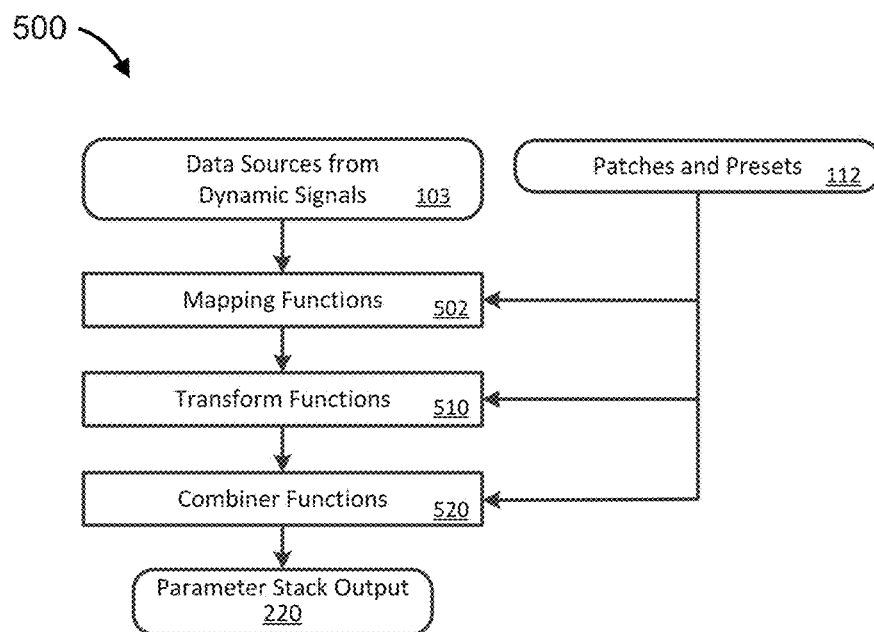 500
Data Sources from
Dynamic Signals 103
Patches and Presets 112
Mapping Functions 502
Transform Functions 510
Combiner Functions 520
Parameter Stack Output
220